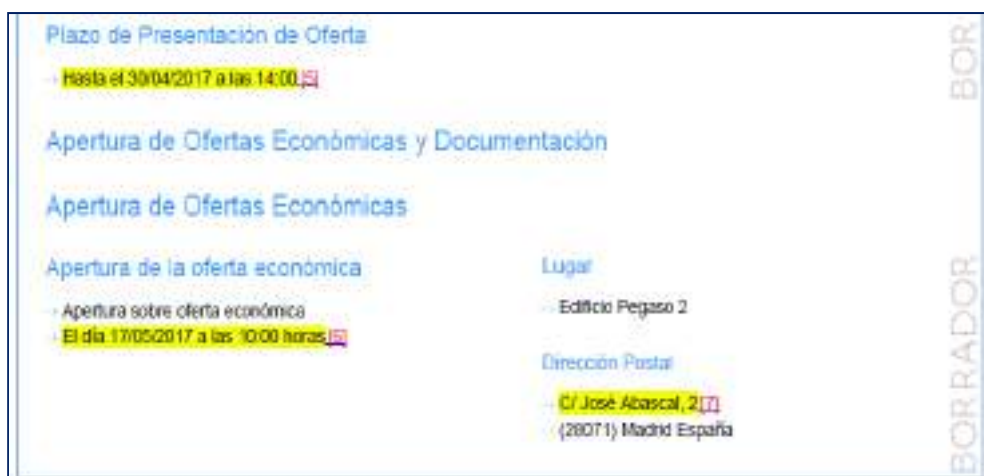 Plazo de Presentación de Oferta
Hasta el 30/04/2017 a las 14:00 [5]
Apertura de Ofertas Económicas y Documentación
Apertura de Ofertas Económicas
Apertura de la oferta económica
Apertura sobre oferta económica
El día 17/05/2017 a las 10:00 horas
Lugar
Edificio Pegaso 2
Dirección Postal
C/ José Abascal, 2 [7]
(28071) Madrid España
BOR
BORRADOR